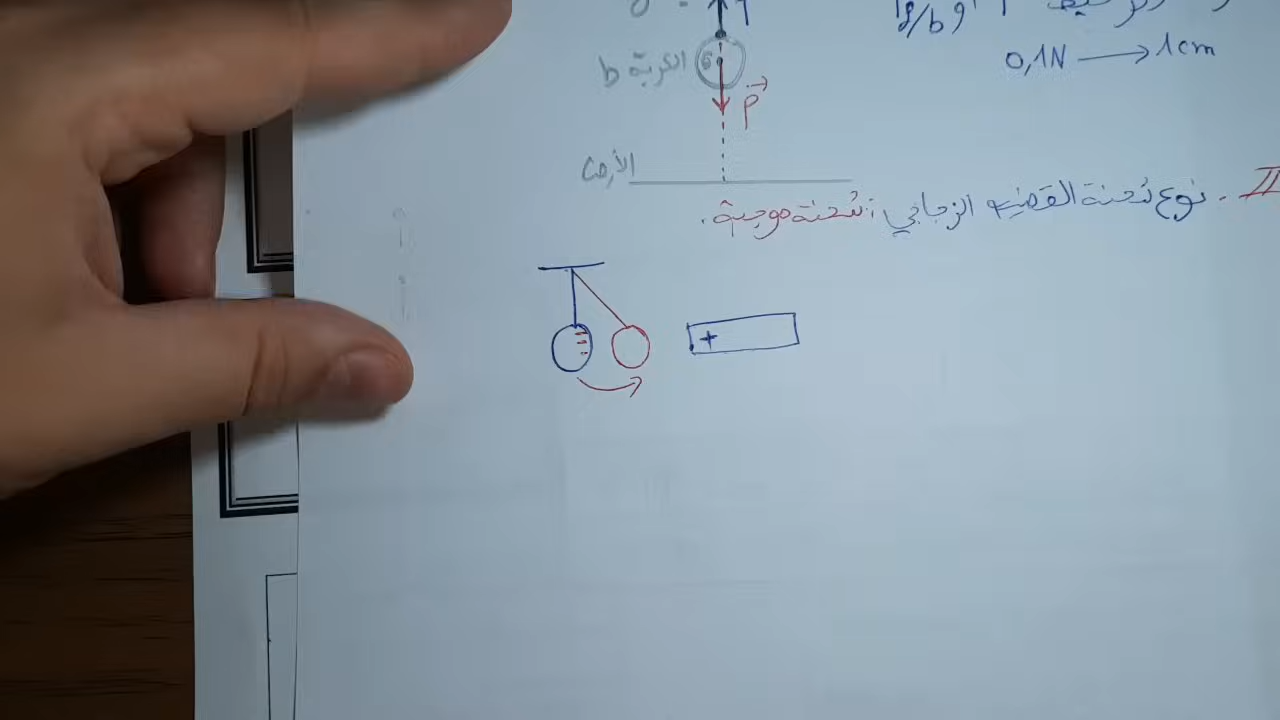 g/b و
0,1N → 1cm
الكرية b
G
P
الأرض
II. نوع شحنة القضيب الزجاجي: شحنة موجبة.
+